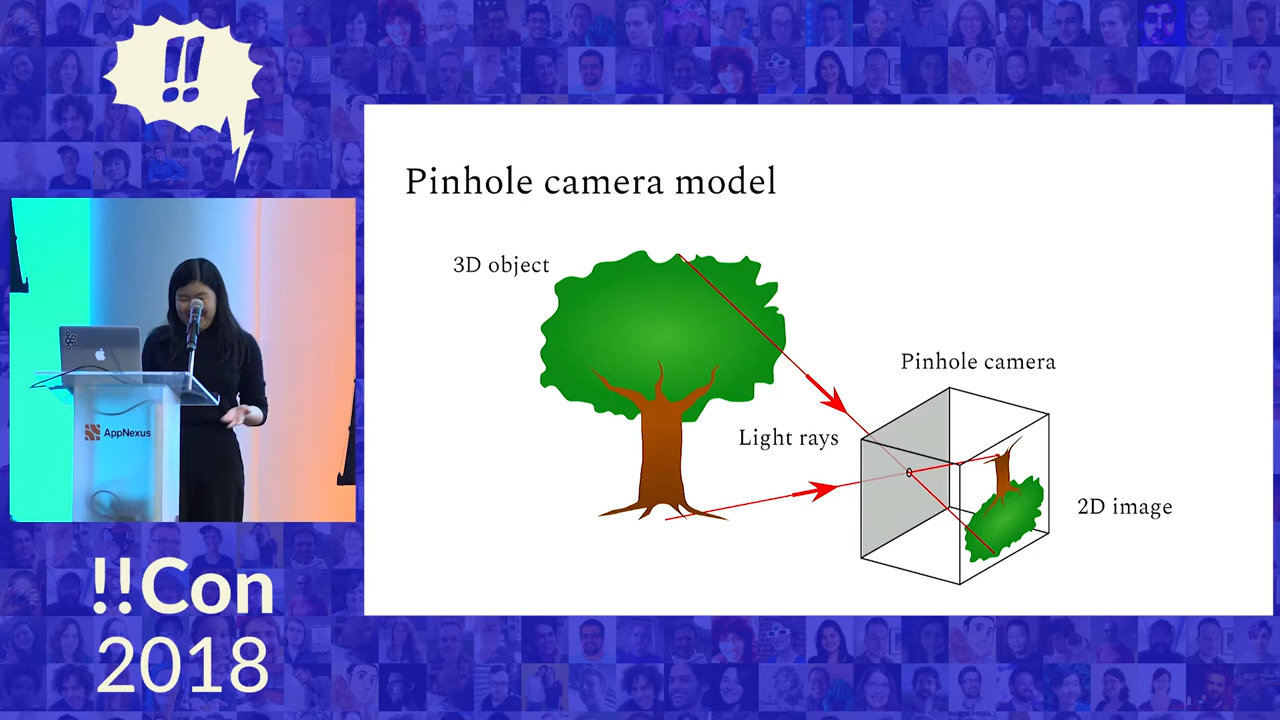 !!
Pinhole camera model
3D object
Pinhole camera
Light rays
2D image
AppNexus
!!Con
2018